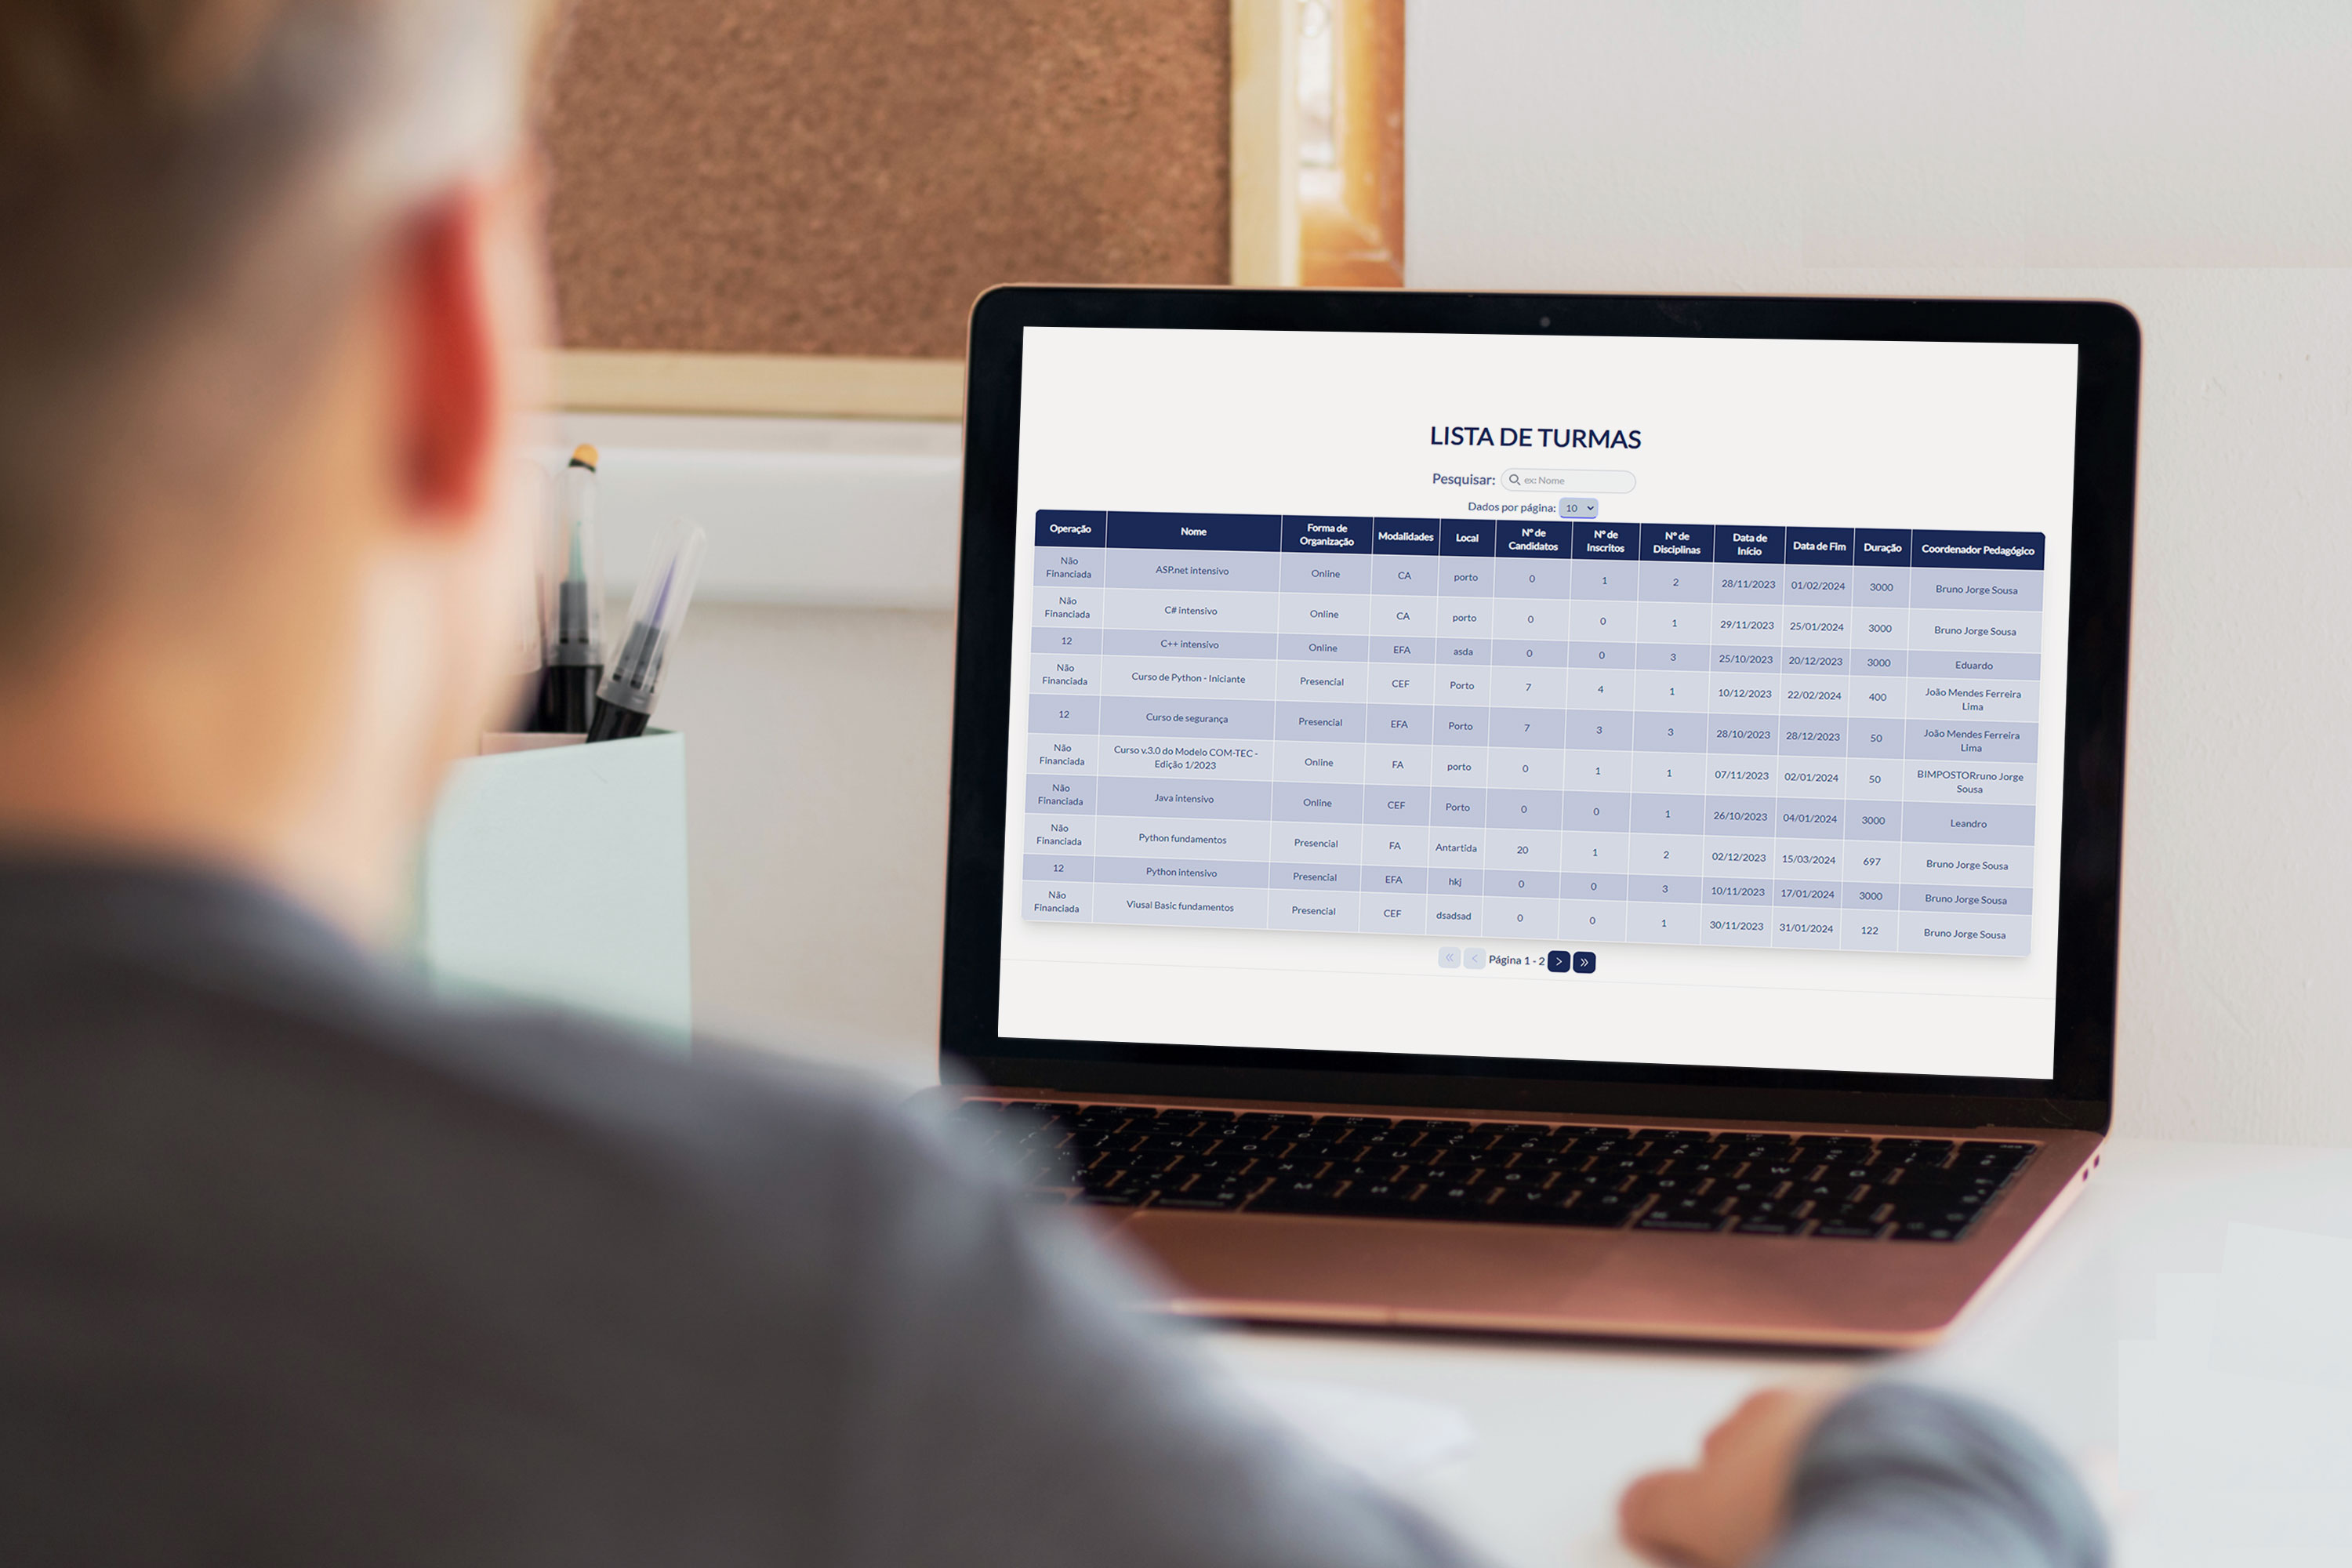 LISTA DE TURMAS
Pesquisar: ex: Nome
Dados por página: 10
Operação Nome Forma de Organização Modalidades Local Nº de Candidatos Nº de Inscritos Nº de Disciplinas Data de Início Data de Fim Duração Coordenador Pedagógico
Não Financiada ASP.net intensivo Online CA porto 0 1 2 28/11/2023 01/02/2024 3000 Bruno Jorge Sousa
Não Financiada C# intensivo Online CA porto 0 0 1 29/11/2023 25/01/2024 3000 Bruno Jorge Sousa
12 C++ intensivo Online EFA asda 0 0 3 25/10/2023 20/12/2023 3000 Eduardo
Não Financiada Curso de Python - Iniciante Presencial CEF Porto 7 4 1 10/12/2023 22/02/2024 400 João Mendes Ferreira Lima
12 Curso de segurança Presencial EFA Porto 7 3 3 28/10/2023 28/12/2023 50 João Mendes Ferreira Lima
Não Financiada Curso v.3.0 do Modelo COM-TEC - Edição 1/2023 Online FA porto 0 1 1 07/11/2023 02/01/2024 50 BIMPOSTORruno Jorge Sousa
Não Financiada Java intensivo Online CEF Porto 0 0 1 26/10/2023 04/01/2024 3000 Leandro
Não Financiada Python fundamentos Presencial FA Antartida 20 1 2 02/12/2023 15/03/2024 697 Bruno Jorge Sousa
12 Python intensivo Presencial EFA hkj 0 0 3 10/11/2023 17/01/2024 3000 Bruno Jorge Sousa
Não Financiada Viusal Basic fundamentos Presencial CEF dsadsad 0 0 1 30/11/2023 31/01/2024 122 Bruno Jorge Sousa
« < Página 1 - 2 > »